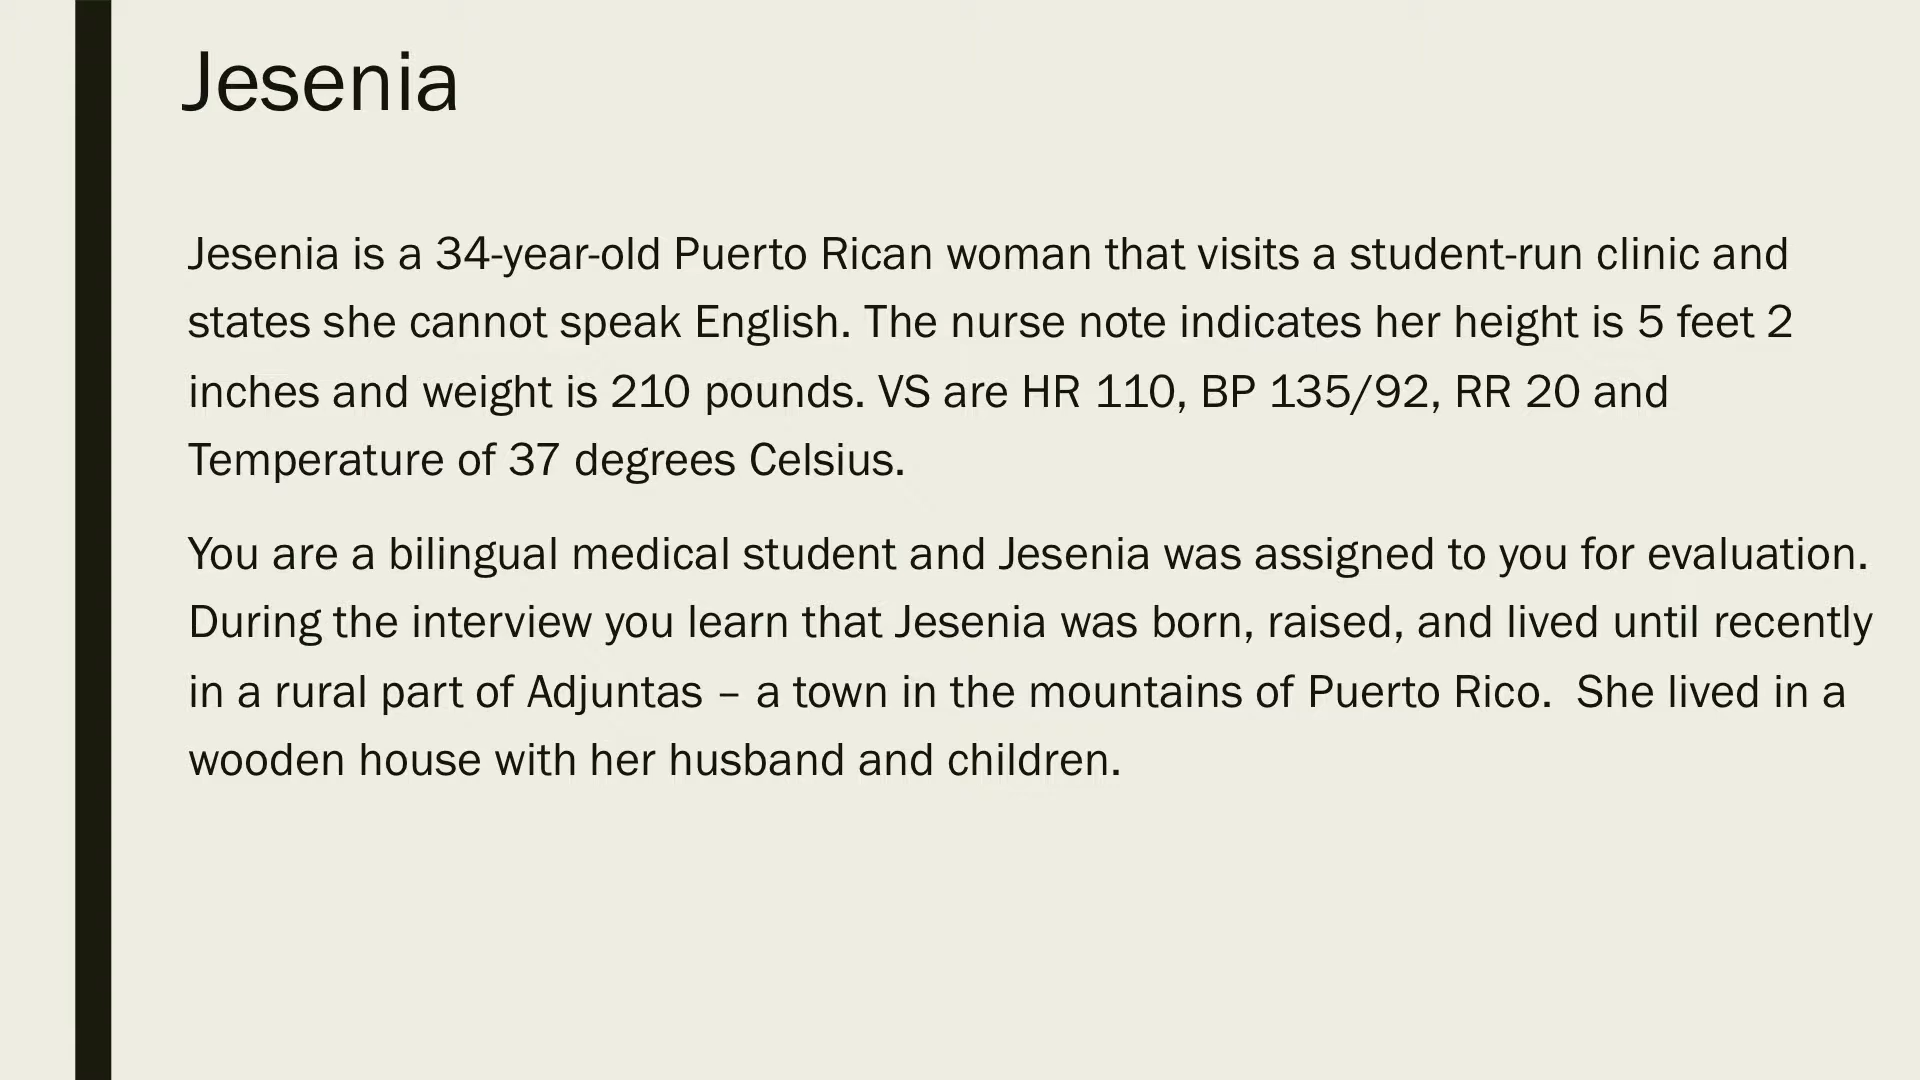 Jesenia
Jesenia is a 34-year-old Puerto Rican woman that visits a student-run clinic and
states she cannot speak English. The nurse note indicates her height is 5 feet 2
inches and weight is 210 pounds. VS are HR 110, BP 135/92, RR 20 and
Temperature of 37 degrees Celsius.
You are a bilingual medical student and Jesenia was assigned to you for evaluation.
During the interview you learn that Jesenia was born, raised, and lived until recently
in a rural part of Adjuntas – a town in the mountains of Puerto Rico.  She lived in a
wooden house with her husband and children.